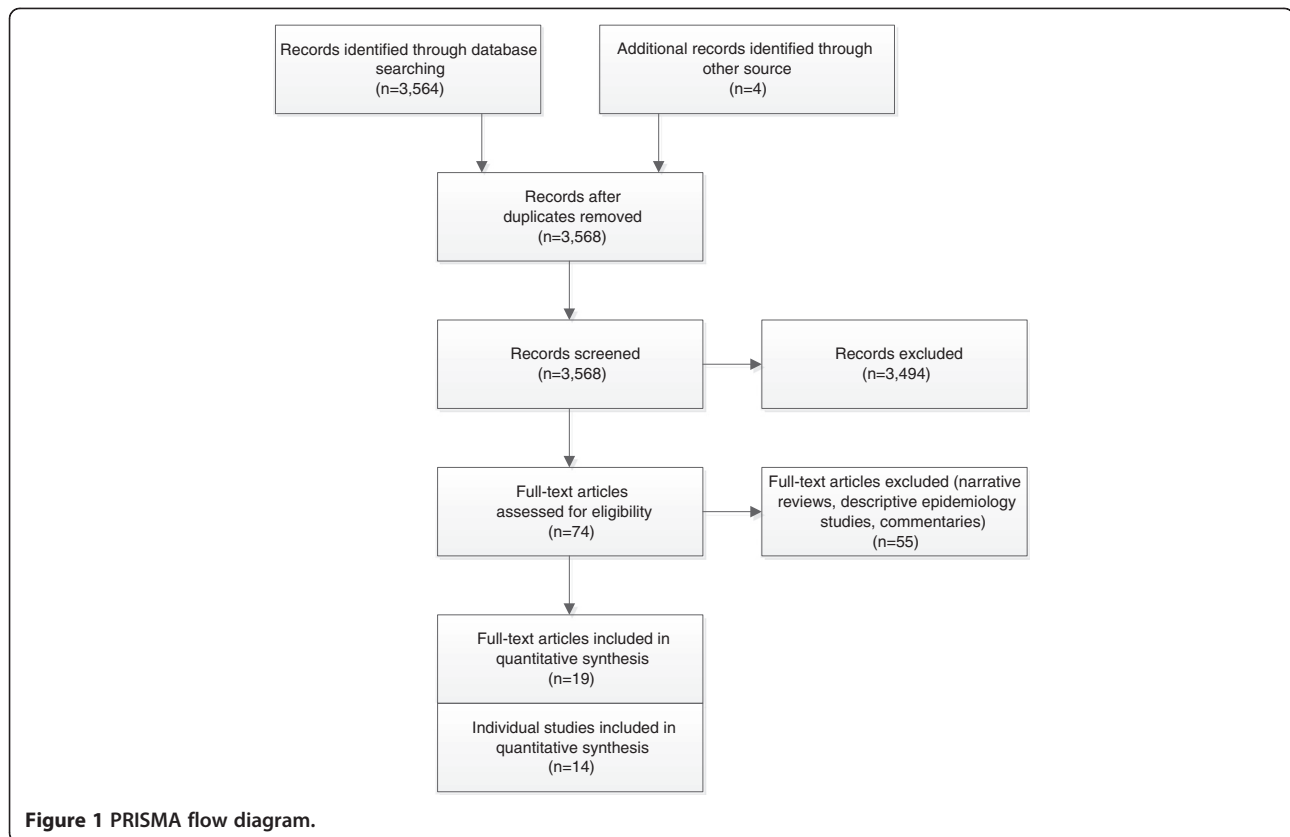 Records identified through database
searching
(n=3,564)
Additional records identified through
other source
(n=4)
Records after
duplicates removed
(n=3,568)
Records screened
(n=3,568)
Records excluded
(n=3,494)
Full-text articles
assessed for eligibility
(n=74)
Full-text articles excluded (narrative
reviews, descriptive epidemiology
studies, commentaries)
(n=55)
Full-text articles included in
quantitative synthesis
(n=19)
Individual studies included in
quantitative synthesis
(n=14)
Figure 1 PRISMA flow diagram.